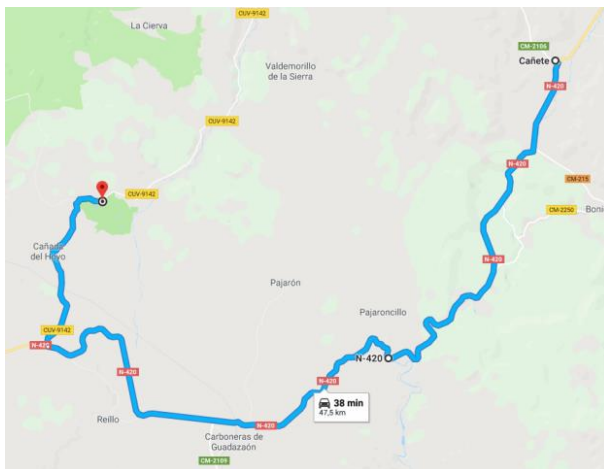 CUV-9142
La Cierva
CM-2106
Cañete
N-420
Valdemorillo
de la Sierra
CUV-9142
N-420
CM-215
CUV-9142
CM-2250
Boni
Cañada
del Hoyo
N-420
Pajarón
Pajaroncillo
CUV-9142
N-420
N-420
N-420
N-420
38 min
47,5 km
Reíllo
N-420
Carboneras de
Guadazaón
CM-2109